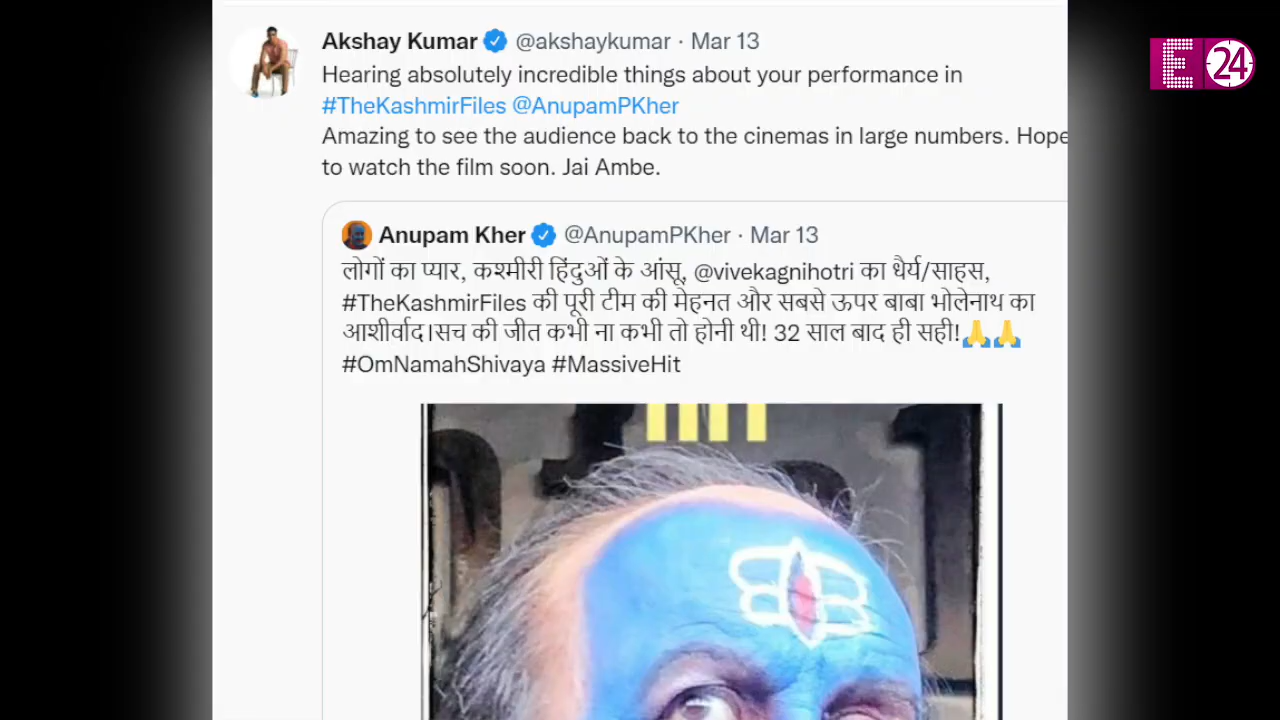 Akshay Kumar @akshaykumar · Mar 13
E 24
Hearing absolutely incredible things about your performance in
#TheKashmirFiles @AnupamPKher
Amazing to see the audience back to the cinemas in large numbers. Hope
to watch the film soon. Jai Ambe.
Anupam Kher @AnupamPKher · Mar 13
लोगों का प्यार, कश्मीरी हिंदुओं के आंसू, @vivekagnihotri का धैर्य/साहस,
#TheKashmirFiles की पूरी टीम की मेहनत और सबसे ऊपर बाबा भोलेनाथ का
आशीर्वाद।सच की जीत कभी ना कभी तो होनी थी! 32 साल बाद ही सही!🙏🙏
#OmNamahShivaya #MassiveHit